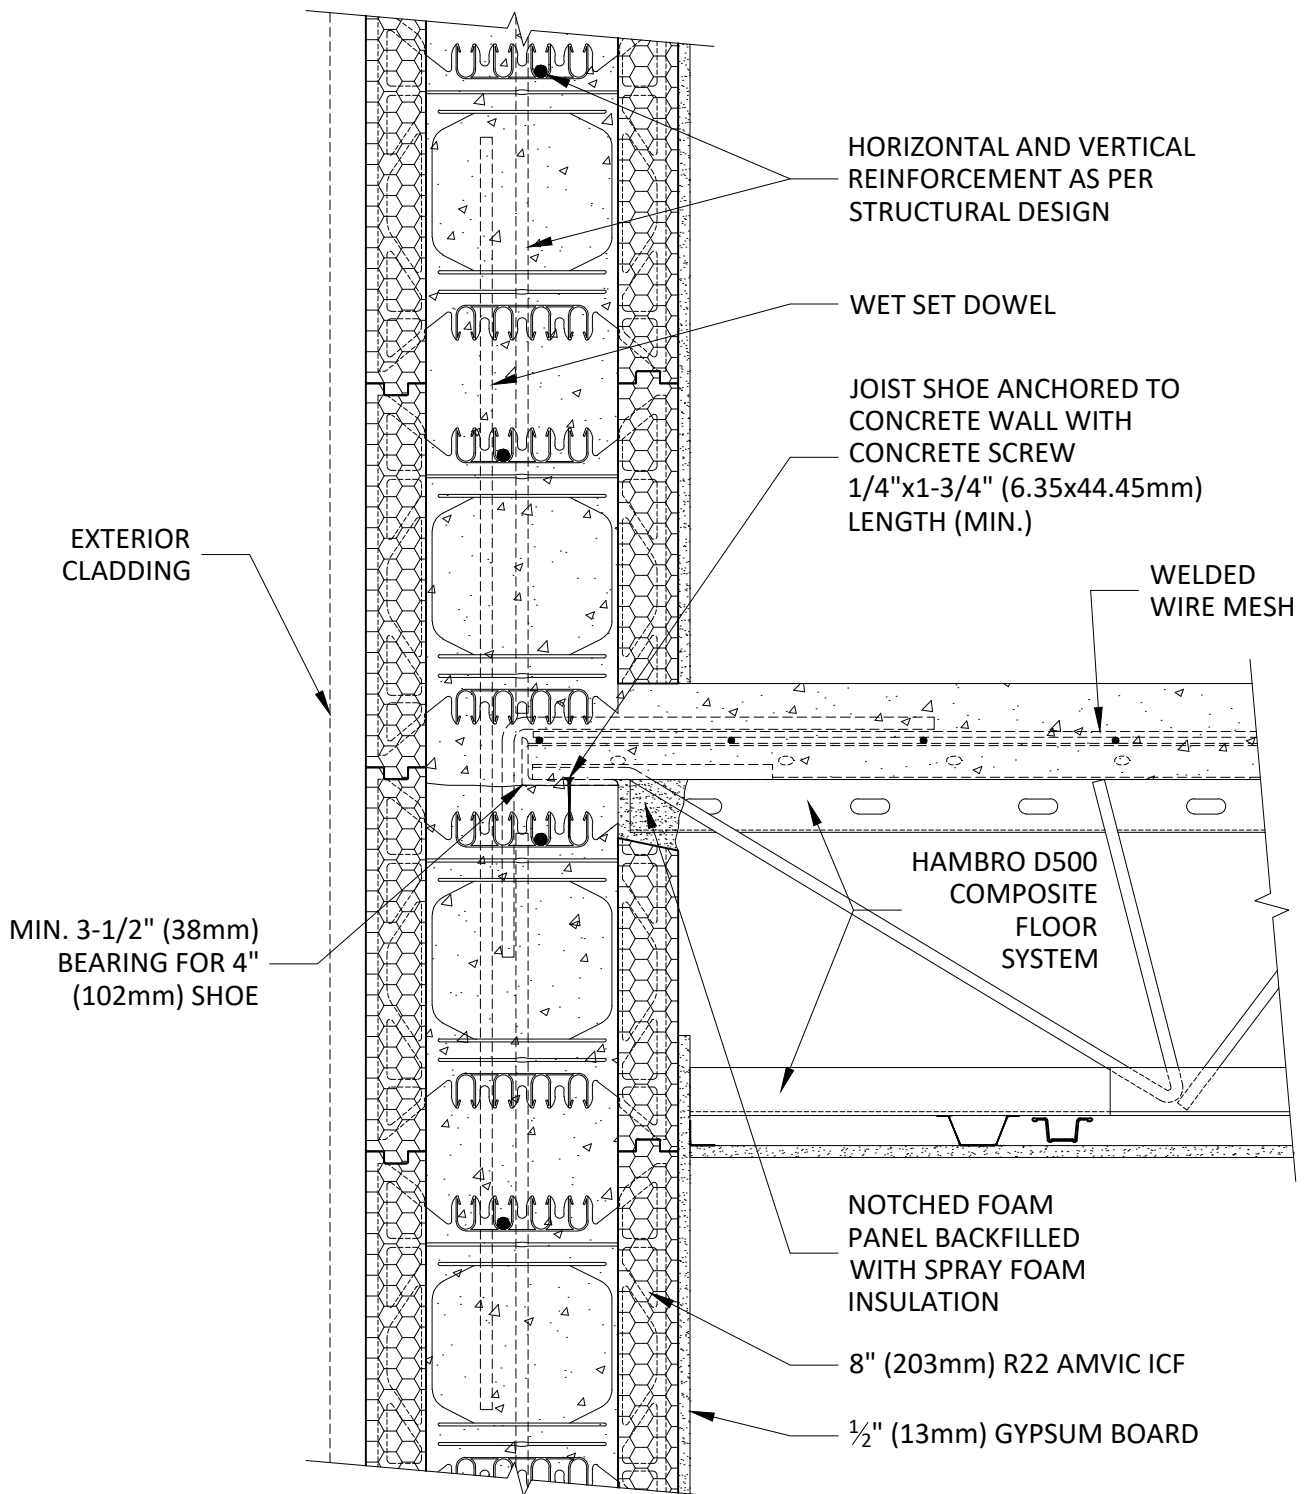 HORIZONTAL AND VERTICAL
REINFORCEMENT AS PER
STRUCTURAL DESIGN
WET SET DOWEL
JOIST SHOE ANCHORED TO
CONCRETE WALL WITH
CONCRETE SCREW
1/4"x1-3/4" (6.35x44.45mm)
LENGTH (MIN.)
EXTERIOR
CLADDING
WELDED
WIRE MESH
HAMBRO D500
COMPOSITE
FLOOR
SYSTEM
MIN. 3-1/2" (38mm)
BEARING FOR 4"
(102mm) SHOE
NOTCHED FOAM
PANEL BACKFILLED
WITH SPRAY FOAM
INSULATION
8" (203mm) R22 AMVIC ICF
½" (13mm) GYPSUM BOARD